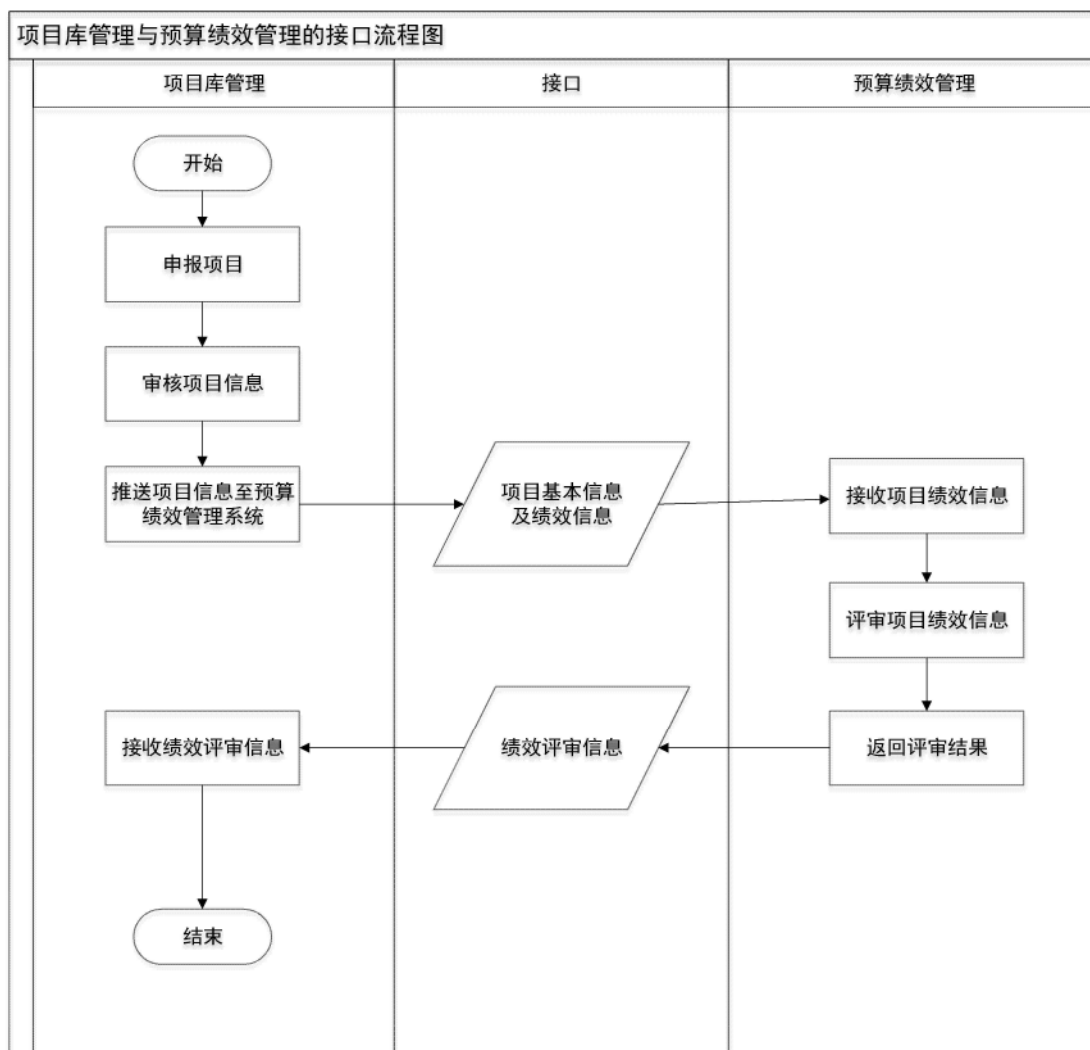 项目库管理与预算绩效管理的接口流程图
项目库管理
接口
预算绩效管理
开始
申报项目
审核项目信息
推送项目信息至预算
绩效管理系统
项目基本信息
及绩效信息
接收项目绩效信息
评审项目绩效信息
接收绩效评审信息
绩效评审信息
返回评审结果
结束